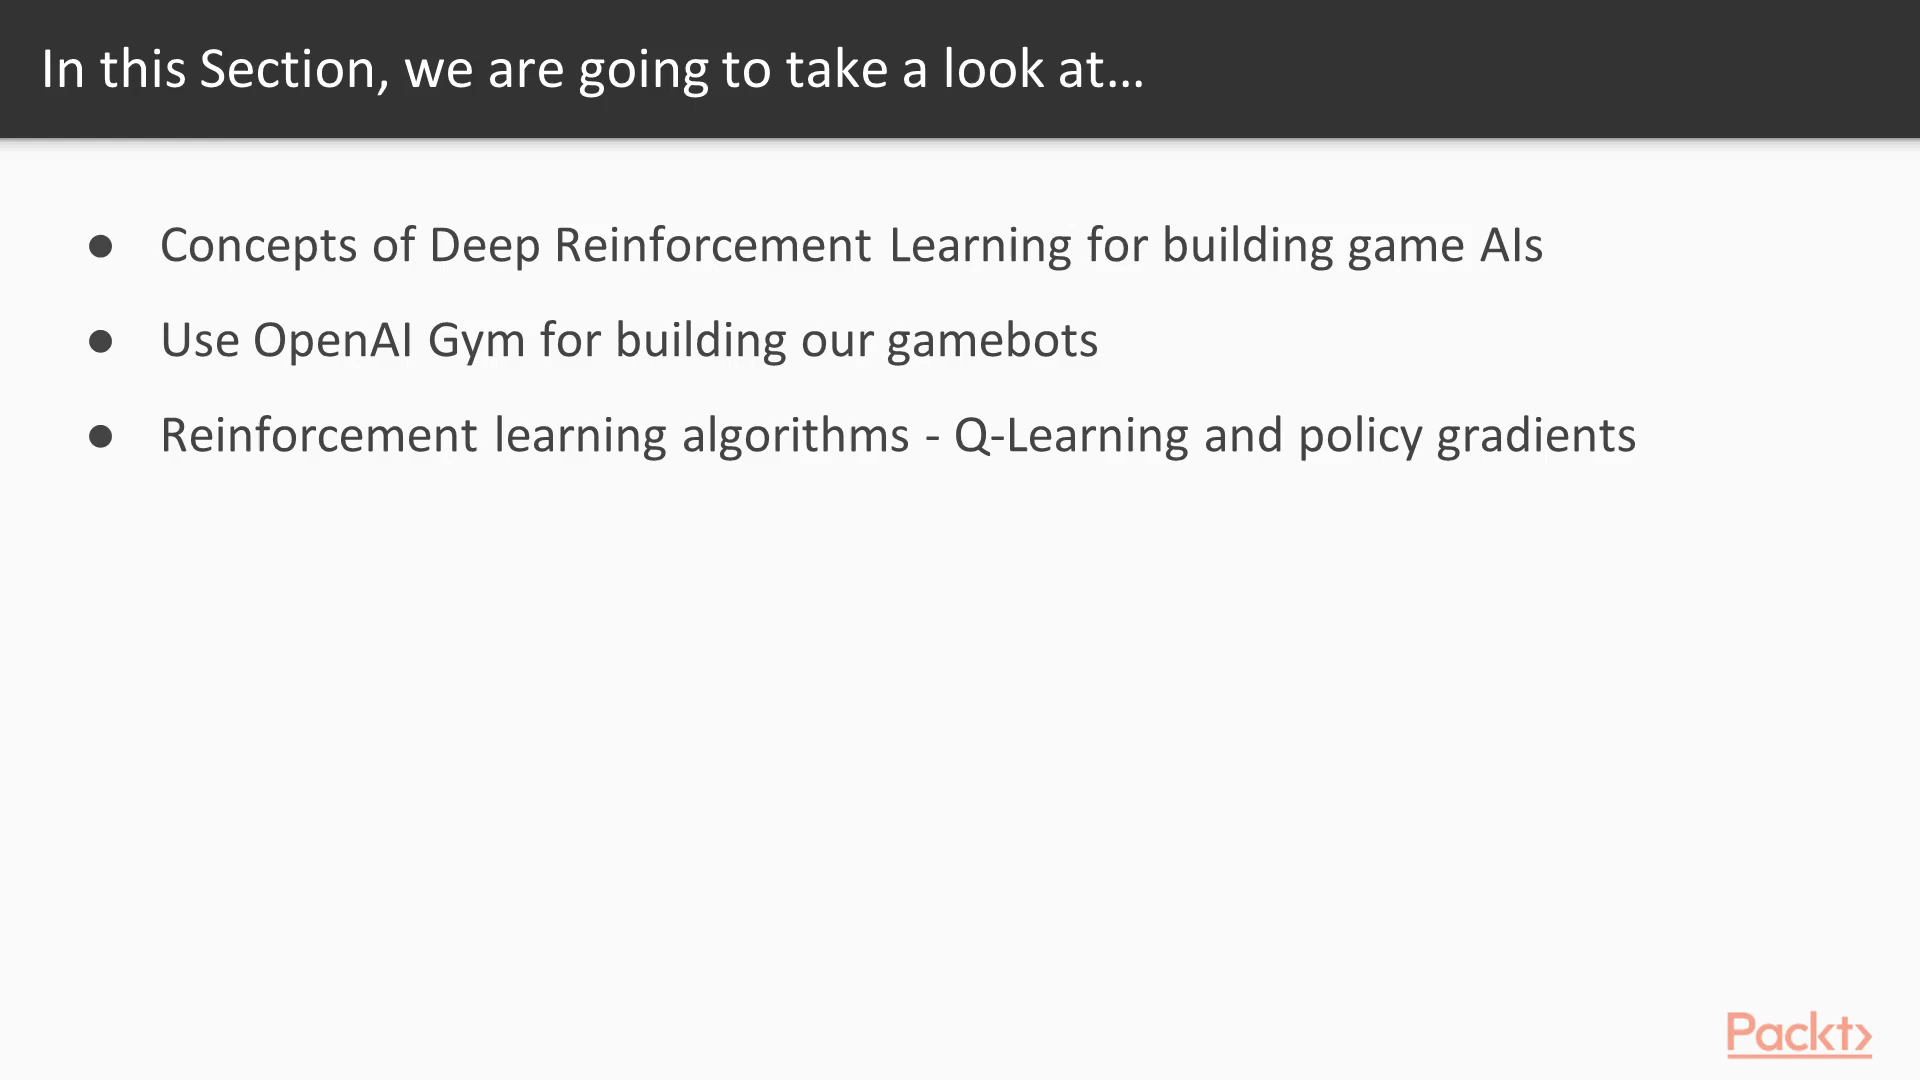 In this Section, we are going to take a look at…
● Concepts of Deep Reinforcement Learning for building game AIs
● Use OpenAI Gym for building our gamebots
● Reinforcement learning algorithms - Q-Learning and policy gradients
Packt>